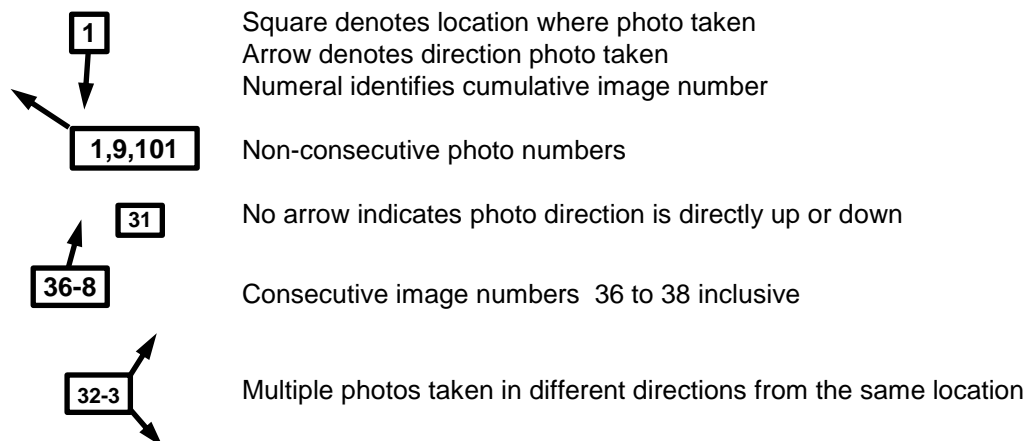 1
Square denotes location where photo taken
Arrow denotes direction photo taken
Numeral identifies cumulative image number
1,9,101
Non-consecutive photo numbers
31
No arrow indicates photo direction is directly up or down
36-8
Consecutive image numbers 36 to 38 inclusive
32-3
Multiple photos taken in different directions from the same location